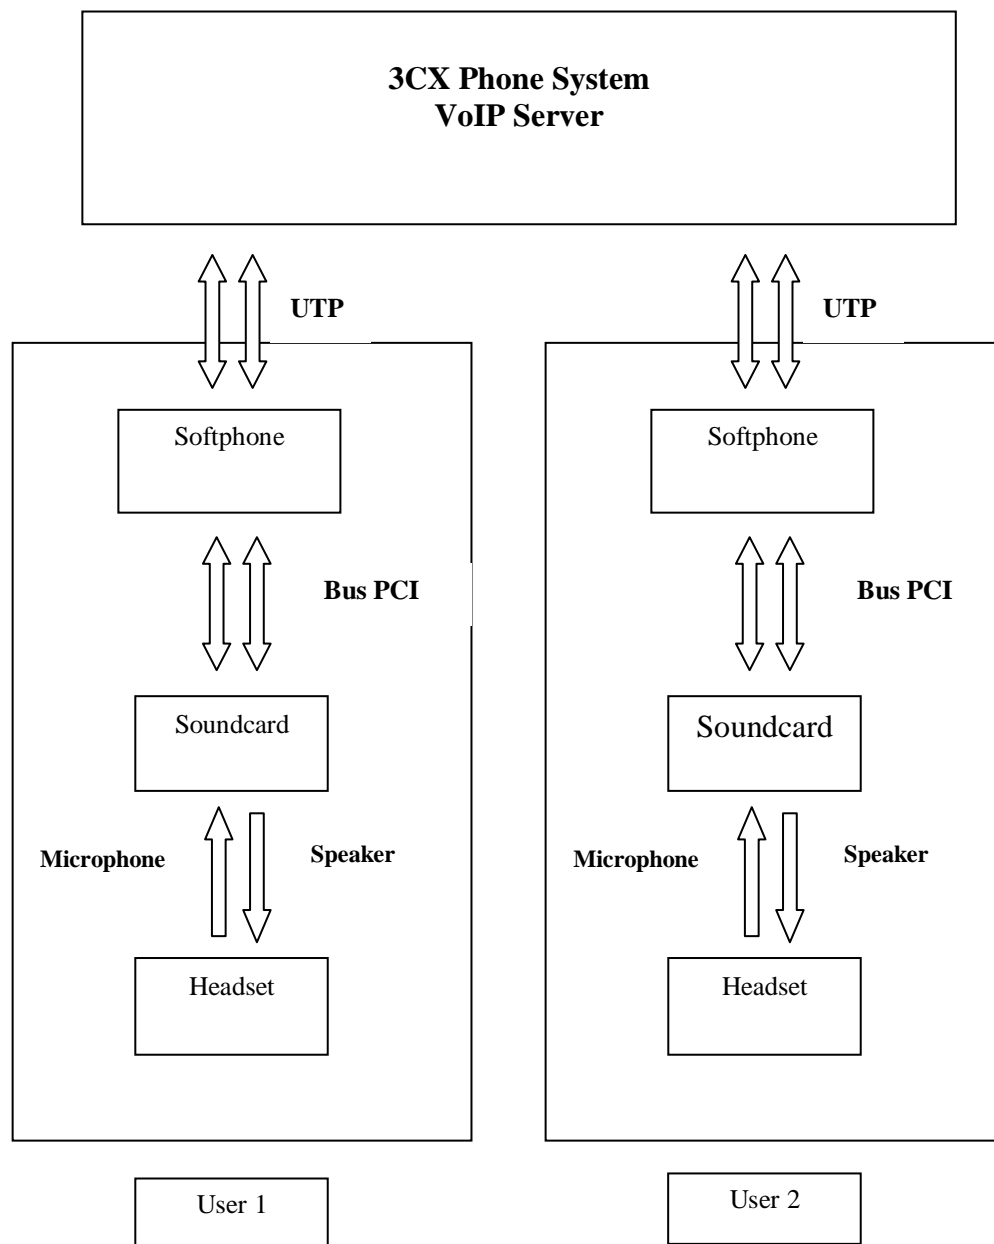 3CX Phone System
VoIP Server
UTP
UTP
Softphone
Softphone
Bus PCI
Bus PCI
Soundcard
Soundcard
Microphone
Speaker
Microphone
Speaker
Headset
Headset
User 1
User 2